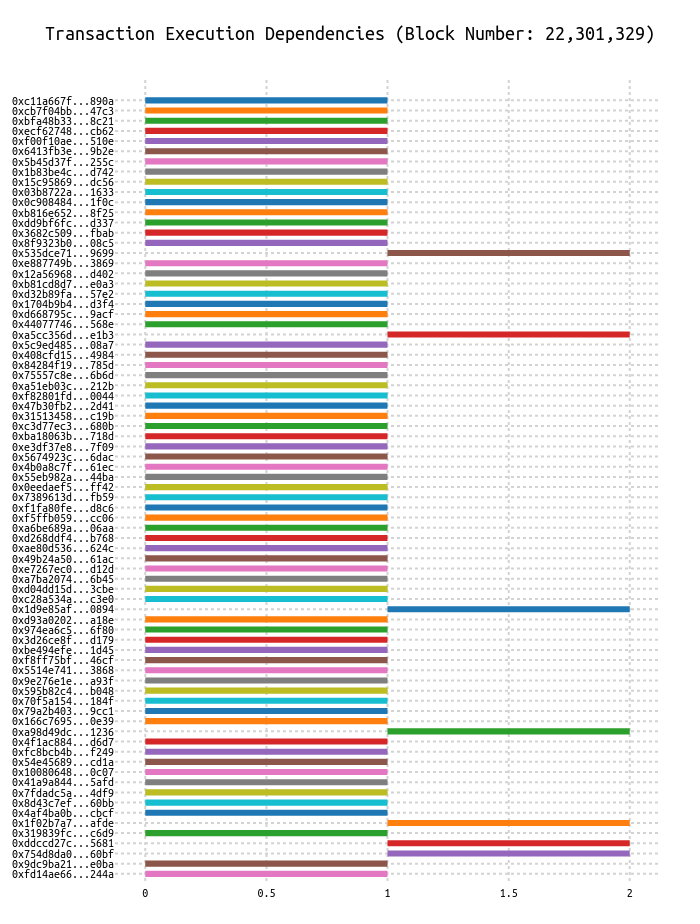 Transaction Execution Dependencies (Block Number: 22,301,329)
0xc11a667f...890a
0xcb7f04bb...47c3
0xbfa48b33...8c21
0xecf62748...cb62
0xf00f10ae...510e
0x6413fb3e...9b2e
0x5b45d37f...255c
0x1b83be4c...d742
0x15c95869...dc56
0x03b8722a...1633
0x0c908484...1f0c
0xb816e652...8f25
0xdd9bf6fc...d337
0x3682c509...fbab
0x8f9323b0...08c5
0x535dce71...9699
0xe887749b...3869
0x12a56968...d402
0xb81cd8d7...e0a3
0xd32b89fa...57e2
0x1704b9b4...d3f4
0xd668795c...9acf
0x44077746...568e
0xa5cc356d...e1b3
0x5c9ed485...08a7
0x408cfd15...4984
0x84284f19...785d
0x75557c8e...6b6d
0xa51eb03c...212b
0xf82801fd...0044
0x47b30fb2...2d41
0x31513458...c19b
0xc3d77ec3...680b
0xba18063b...718d
0xe3df37e8...7f09
0x5674923c...6dac
0x4b0a8c7f...61ec
0x55eb982a...44ba
0x0eedaef5...ff42
0x7389613d...fb59
0xf1fa80fe...d8c6
0xf5ffb059...cc06
0xa6be689a...06aa
0xd268ddf4...b768
0xae80d536...624c
0x49b24a50...61ac
0xe7267ec0...d12d
0xa7ba2074...6b45
0xd04dd15d...3cbe
0xc28a534a...c3e0
0x1d9e85af...0894
0xd93a0202...a18e
0x974ea6c5...6f80
0x3d26ce8f...d179
0xbe494efe...1d45
0xf8ff75bf...46cf
0x5514e741...3868
0x9e276e1e...a93f
0x595b82c4...b048
0x70f5a154...184f
0x79a2b403...9cc1
0x166c7695...0e39
0xa98d49dc...1236
0x4f1ac884...d6d7
0xfc8bcb4b...f249
0x54e45689...cd1a
0x10080648...0c07
0x41a9a844...5afd
0x7fdadc5a...4df9
0x8d43c7ef...60bb
0x4af4ba0b...cbcf
0x1f02b7a7...afde
0x319839fc...c6d9
0xddccd27c...5681
0x754d8da0...60bf
0x9dc9ba21...e0ba
0xfd14ae66...244a
0 0.5 1 1.5 2